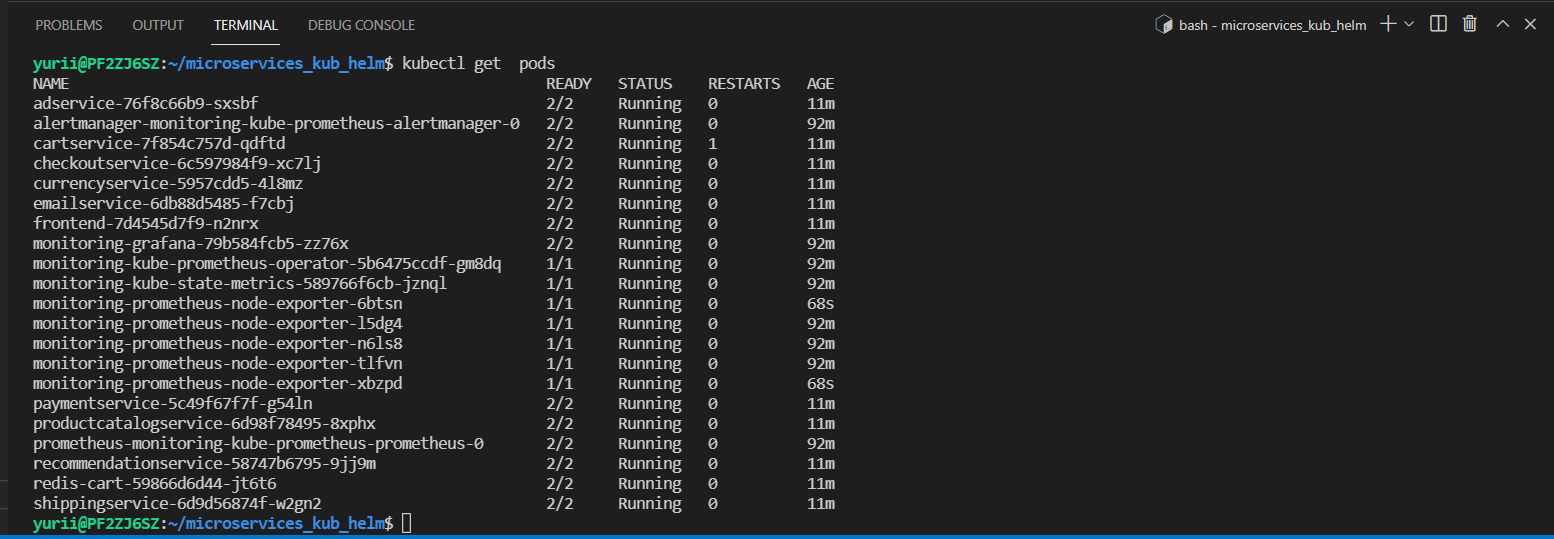 PROBLEMS OUTPUT TERMINAL DEBUG CONSOLE bash - microservices_kub_helm
yurii@PF2ZJ6SZ:~/microservices_kub_helm$ kubectl get  pods
NAME READY STATUS RESTARTS AGE
adservice-76f8c66b9-sxsbf 2/2 Running 0 11m
alertmanager-monitoring-kube-prometheus-alertmanager-0 2/2 Running 0 92m
cartservice-7f854c757d-qdftd 2/2 Running 1 11m
checkoutservice-6c597984f9-xc7lj 2/2 Running 0 11m
currencyservice-5957cdd5-4l8mz 2/2 Running 0 11m
emailservice-6db88d5485-f7cbj 2/2 Running 0 11m
frontend-7d4545d7f9-n2nrx 2/2 Running 0 11m
monitoring-grafana-79b584fcb5-zz76x 2/2 Running 0 92m
monitoring-kube-prometheus-operator-5b6475ccdf-gm8dq 1/1 Running 0 92m
monitoring-kube-state-metrics-589766f6cb-jznql 1/1 Running 0 92m
monitoring-prometheus-node-exporter-6btsn 1/1 Running 0 68s
monitoring-prometheus-node-exporter-l5dg4 1/1 Running 0 92m
monitoring-prometheus-node-exporter-n6ls8 1/1 Running 0 92m
monitoring-prometheus-node-exporter-tlfvn 1/1 Running 0 92m
monitoring-prometheus-node-exporter-xbzpd 1/1 Running 0 68s
paymentservice-5c49f67f7f-g54ln 2/2 Running 0 11m
productcatalogservice-6d98f78495-8xphx 2/2 Running 0 11m
prometheus-monitoring-kube-prometheus-prometheus-0 2/2 Running 0 92m
recommendationservice-58747b6795-9jj9m 2/2 Running 0 11m
redis-cart-59866d6d44-jt6t6 2/2 Running 0 11m
shippingservice-6d9d56874f-w2gn2 2/2 Running 0 11m
yurii@PF2ZJ6SZ:~/microservices_kub_helm$